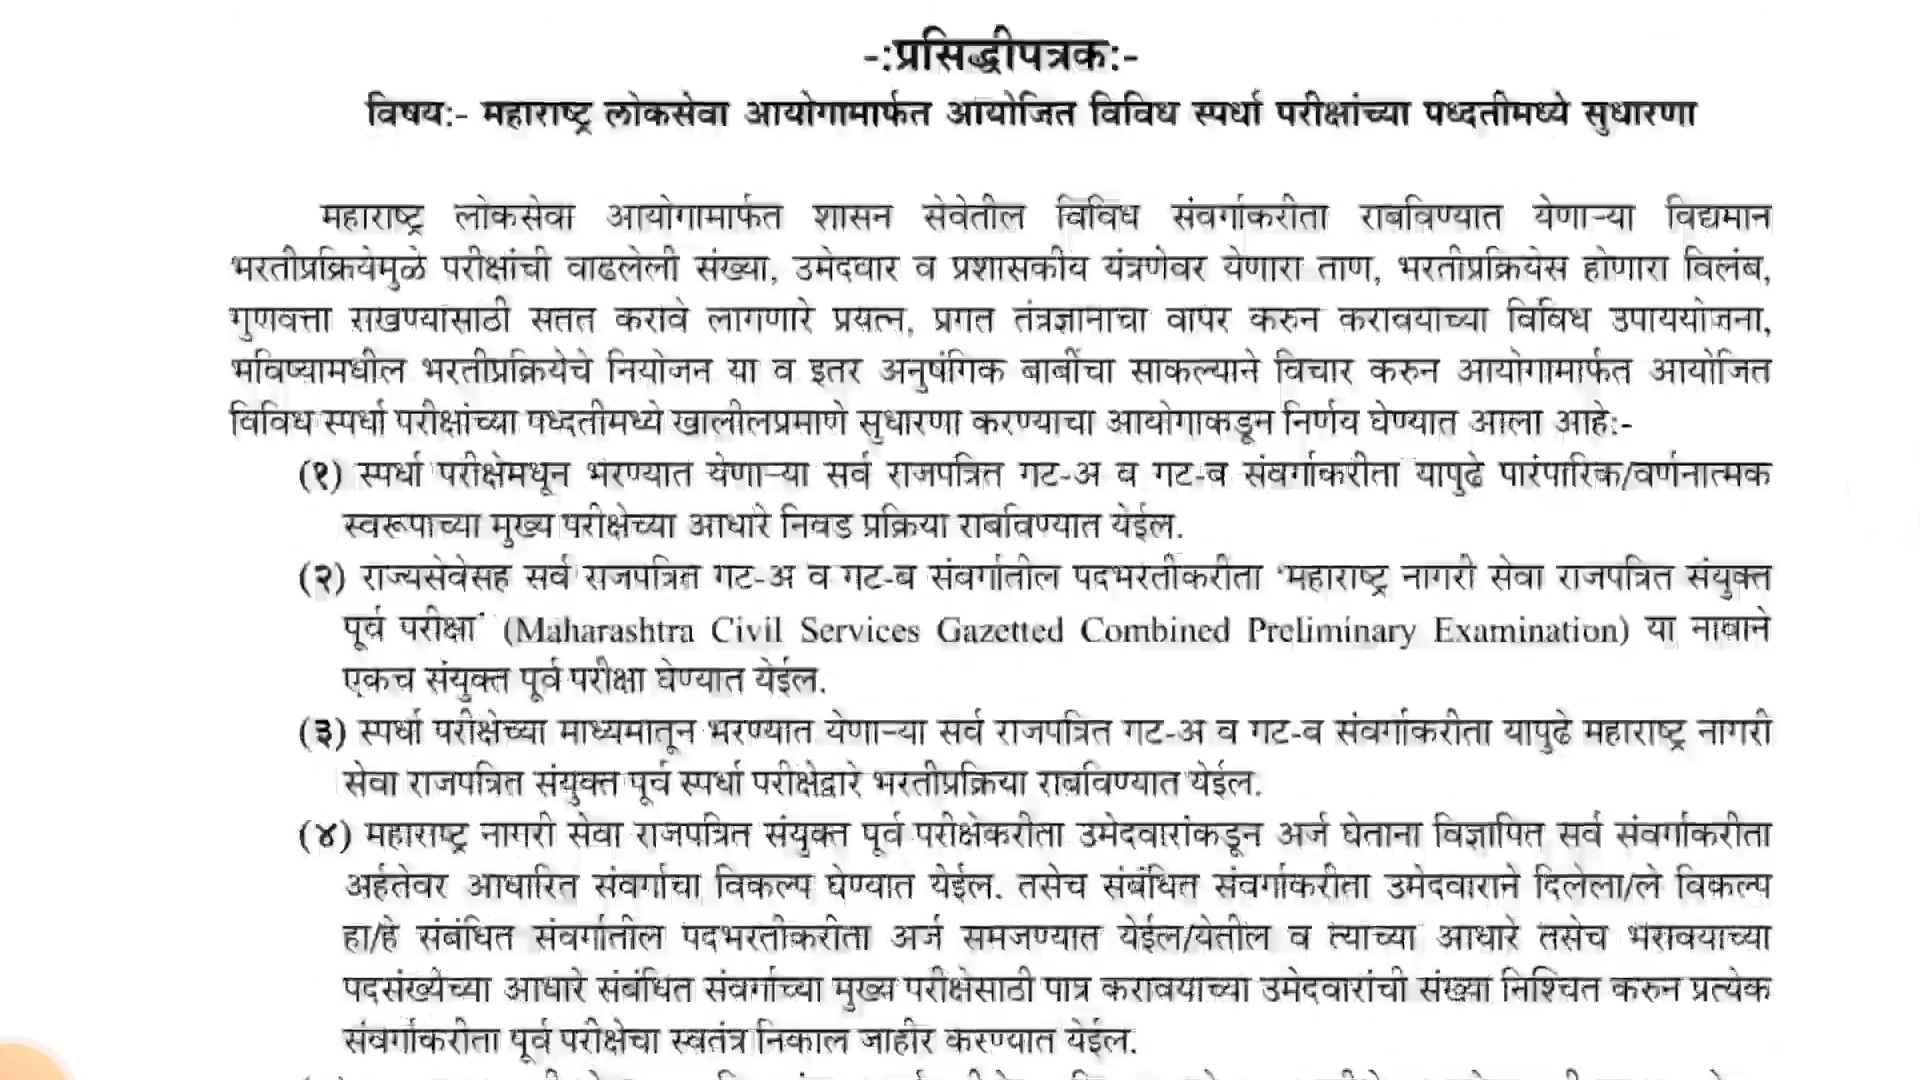 -:प्रसिद्धीपत्रक:-
विषय:- महाराष्ट्र लोकसेवा आयोगामार्फत आयोजित विविध स्पर्धा परीक्षांच्या पध्दतीमध्ये सुधारणा
महाराष्ट्र लोकसेवा आयोगामार्फत शासन सेवेतील विविध संवर्गाकरीता राबविण्यात येणाऱ्या विद्यमान
भरतीप्रक्रियेमुळे परीक्षांची वाढलेली संख्या, उमेदवार व प्रशासकीय यंत्रणेवर येणारा ताण, भरतीप्रक्रियेस होणारा विलंब,
गुणवत्ता राखण्यासाठी सतत करावे लागणारे प्रयत्न, प्रगत तंत्रज्ञानाचा वापर करुन करावयाच्या विविध उपाययोजना,
भविष्यामधील भरतीप्रक्रियेचे नियोजन या व इतर अनुषंगिक बाबींचा साकल्याने विचार करुन आयोगामार्फत आयोजित
विविध स्पर्धा परीक्षांच्या पध्दतीमध्ये खालीलप्रमाणे सुधारणा करण्याचा आयोगाकडून निर्णय घेण्यात आला आहे:-
(१) स्पर्धा परीक्षेमधून भरण्यात येणाऱ्या सर्व राजपत्रित गट-अ व गट-ब संवर्गाकरीता यापुढे पारंपारिक/वर्णनात्मक
स्वरूपाच्या मुख्य परीक्षेच्या आधारे निवड प्रक्रिया राबविण्यात येईल.
(२) राज्यसेवेसह सर्व राजपत्रित गट-अ व गट-ब संवर्गातील पदभरतीकरीता 'महाराष्ट्र नागरी सेवा राजपत्रित संयुक्त
पूर्व परीक्षा' (Maharashtra Civil Services Gazetted Combined Preliminary Examination) या नावाने
एकच संयुक्त पूर्व परीक्षा घेण्यात येईल.
(३) स्पर्धा परीक्षेच्या माध्यमातून भरण्यात येणाऱ्या सर्व राजपत्रित गट-अ व गट-ब संवर्गाकरीता यापुढे महाराष्ट्र नागरी
सेवा राजपत्रित संयुक्त पूर्व स्पर्धा परीक्षेद्वारे भरतीप्रक्रिया राबविण्यात येईल.
(४) महाराष्ट्र नागरी सेवा राजपत्रित संयुक्त पूर्व परीक्षेकरीता उमेदवारांकडून अर्ज घेताना विज्ञापित सर्व संवर्गाकरीता
अर्हतेवर आधारित संवर्गाचा विकल्प घेण्यात येईल. तसेच संबंधित संवर्गाकरीता उमेदवाराने दिलेला/ले विकल्प
हा/हे संबंधित संवर्गातील पदभरतीकरीता अर्ज समजण्यात येईल/येतील व त्याच्या आधारे तसेच भरावयाच्या
पदसंख्येच्या आधारे संबंधित संवर्गाच्या मुख्य परीक्षेसाठी पात्र करावयाच्या उमेदवारांची संख्या निश्चित करुन प्रत्येक
संवर्गाकरीता पूर्व परीक्षेचा स्वतंत्र निकाल जाहीर करण्यात येईल.